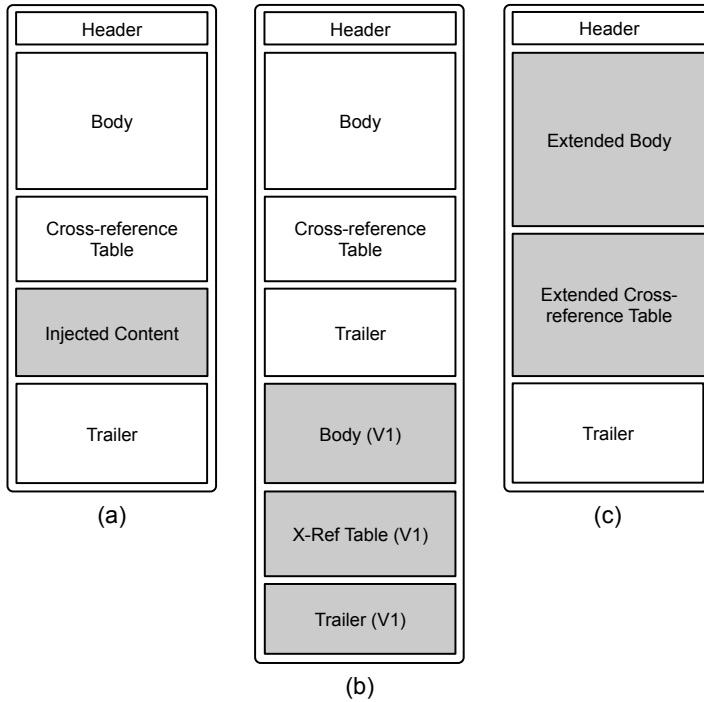 Header
Body
Cross-reference
Table
Injected Content
Trailer
(a)
Header
Body
Cross-reference
Table
Trailer
Body (V1)
X-Ref Table (V1)
Trailer (V1)
(b)
Header
Extended Body
Extended Cross-
reference Table
Trailer
(c)